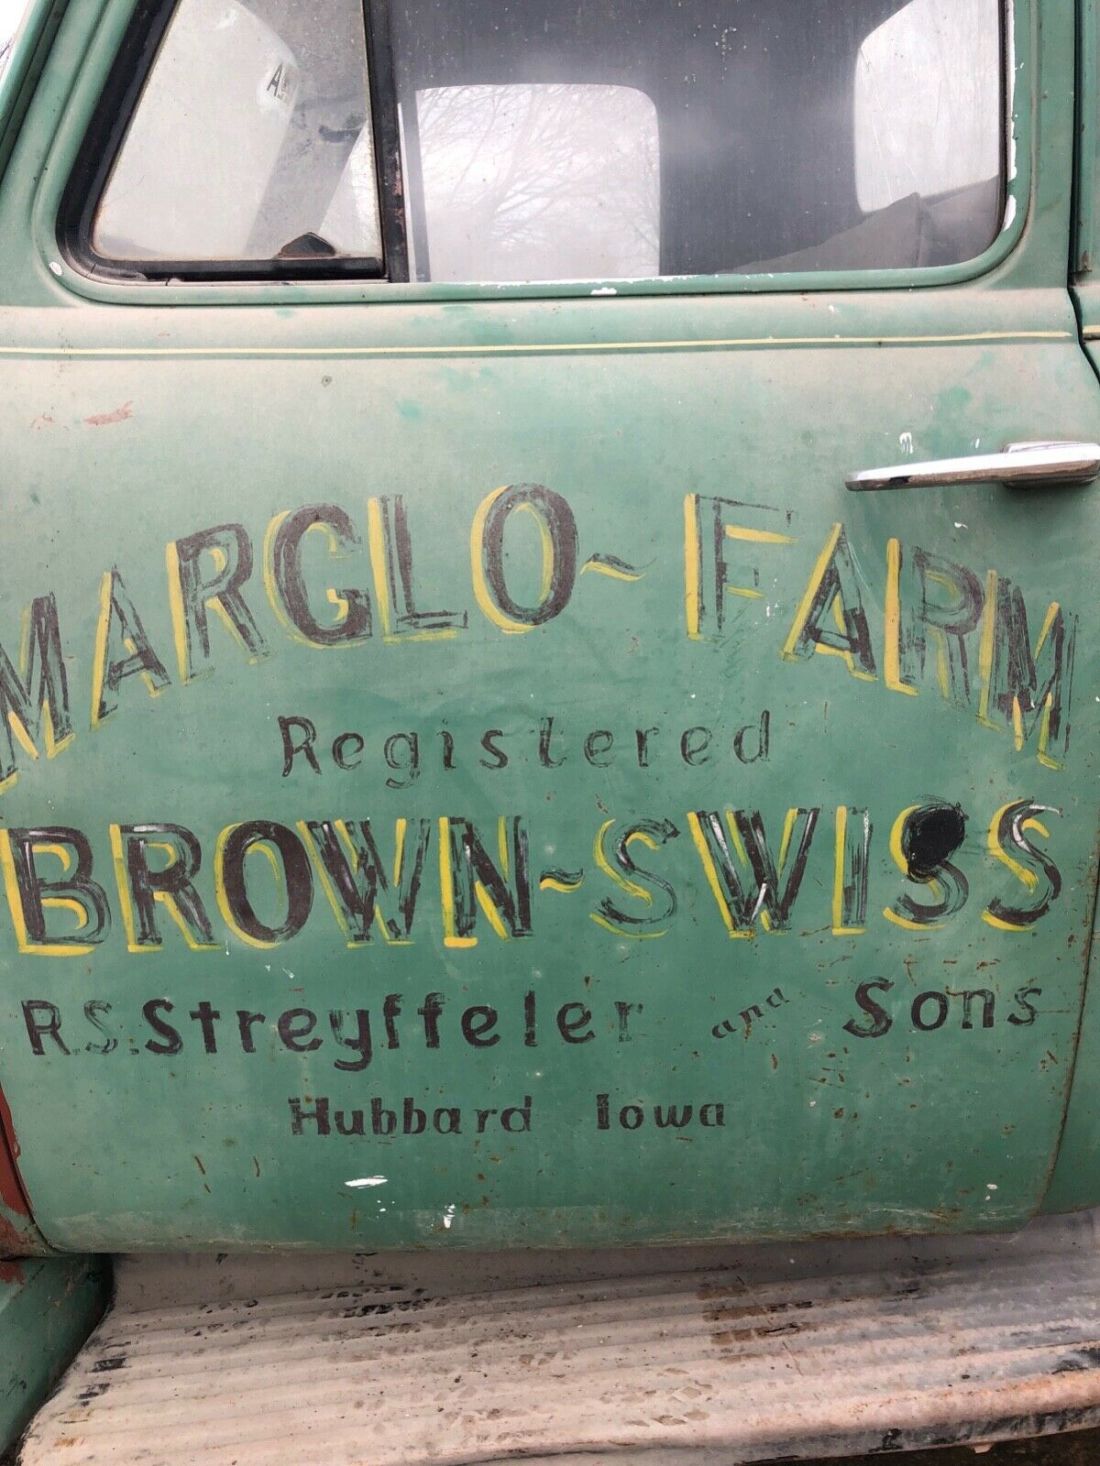 MARGLO~FARM
Registered
BROWN~SWISS
R.S. Streyffeler and Sons
Hubbard Iowa